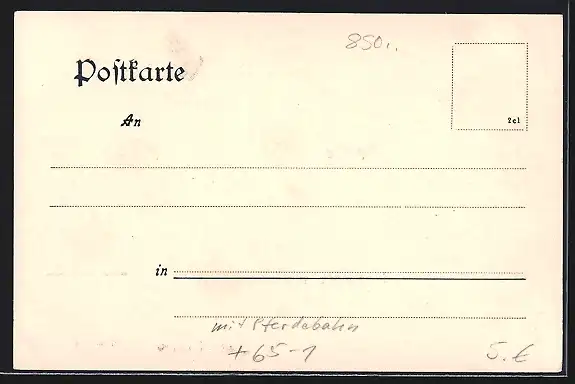 850,.
Postkarte
An
2cl
in
mit Pferdebahn
+65-1
5.€